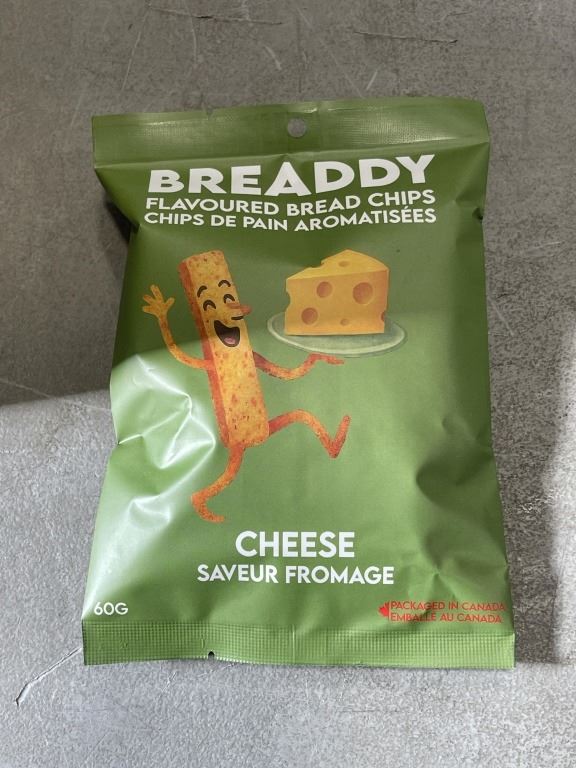 BREADDY
FLAVOURED BREAD CHIPS
CHIPS DE PAIN AROMATISÉES
CHEESE
SAVEUR FROMAGE
60G
PACKAGED IN CANADA
EMBALLÉ AU CANADA